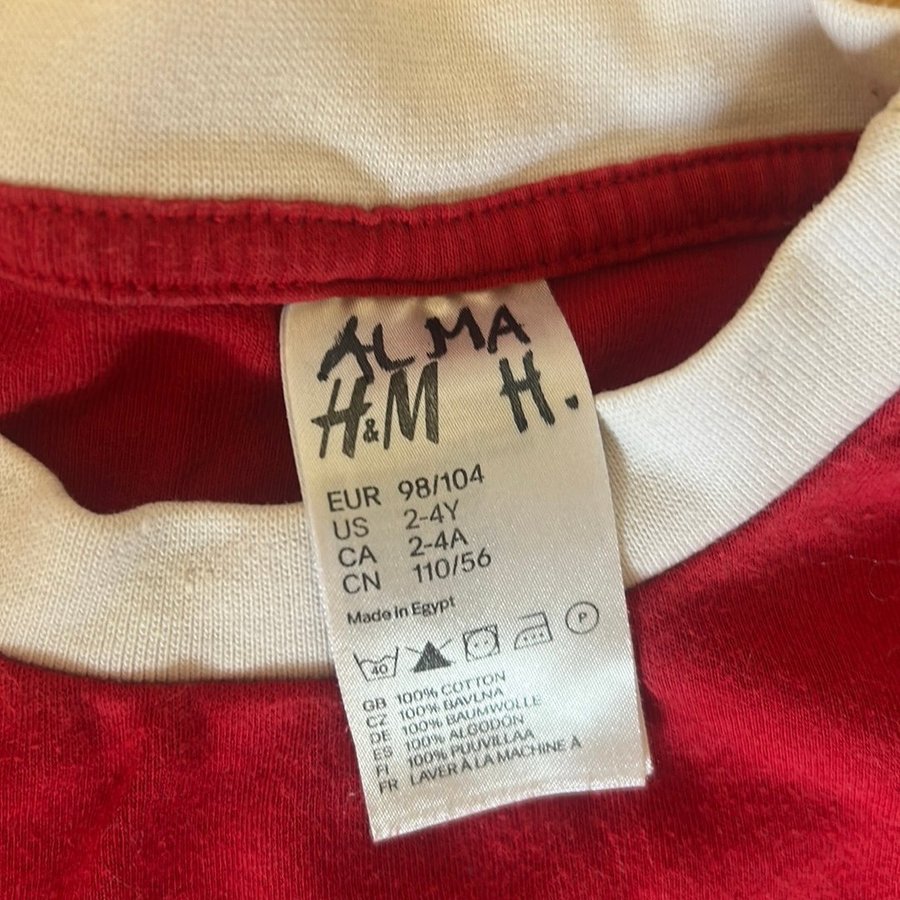 ALMA
H&M H.
EUR 98/104
US 2-4Y
CA 2-4A
CN 110/56
Made in Egypt
40 P
GB 100% COTTON
CZ 100% BAVLNA
DE 100% BAUMWOLLE
ES 100% ALGODÓN
FI 100% PUUVILLAA
FR LAVER À LA MACHINE À